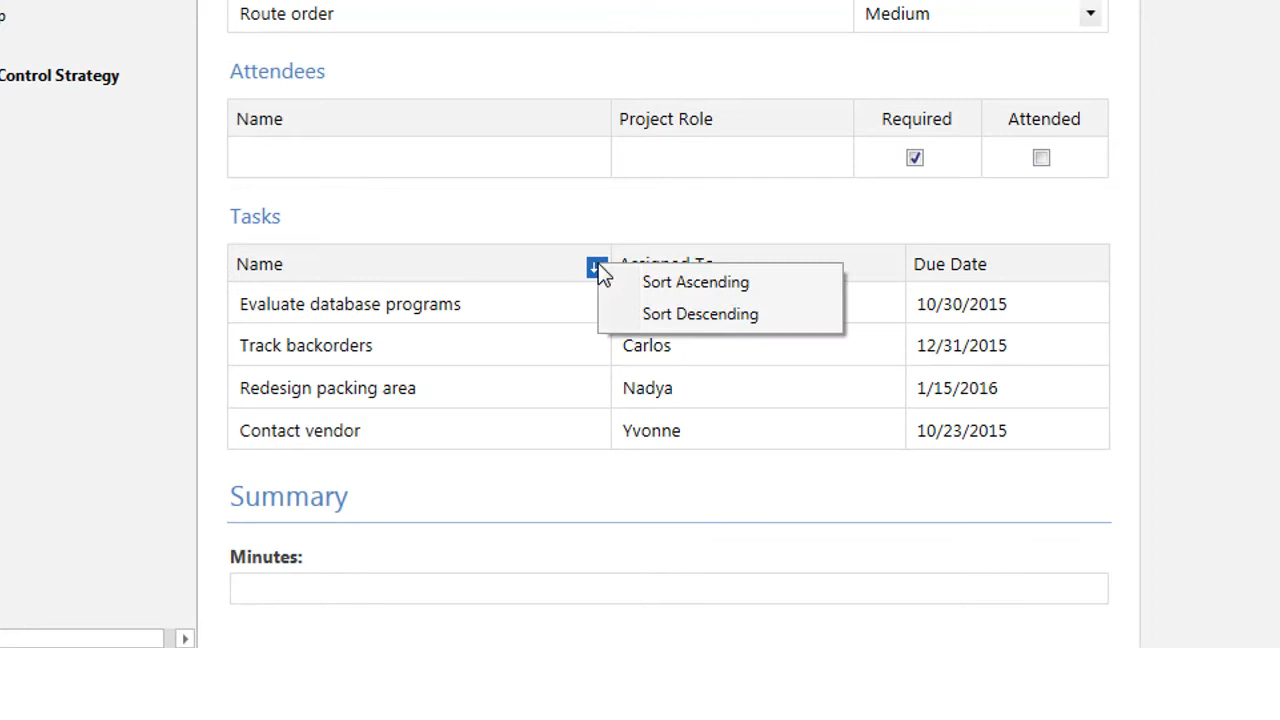 Route order Medium
Control Strategy
Attendees
Name Project Role Required Attended
Tasks
Name Assigned To Due Date
Sort Ascending
Sort Descending
Evaluate database programs 10/30/2015
Track backorders Carlos 12/31/2015
Redesign packing area Nadya 1/15/2016
Contact vendor Yvonne 10/23/2015
Summary
Minutes: